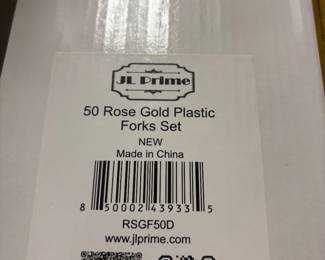 JL Prime
50 Rose Gold Plastic
Forks Set
NEW
Made in China
8 50002 43933 5
RSGF50D
www.jlprime.com